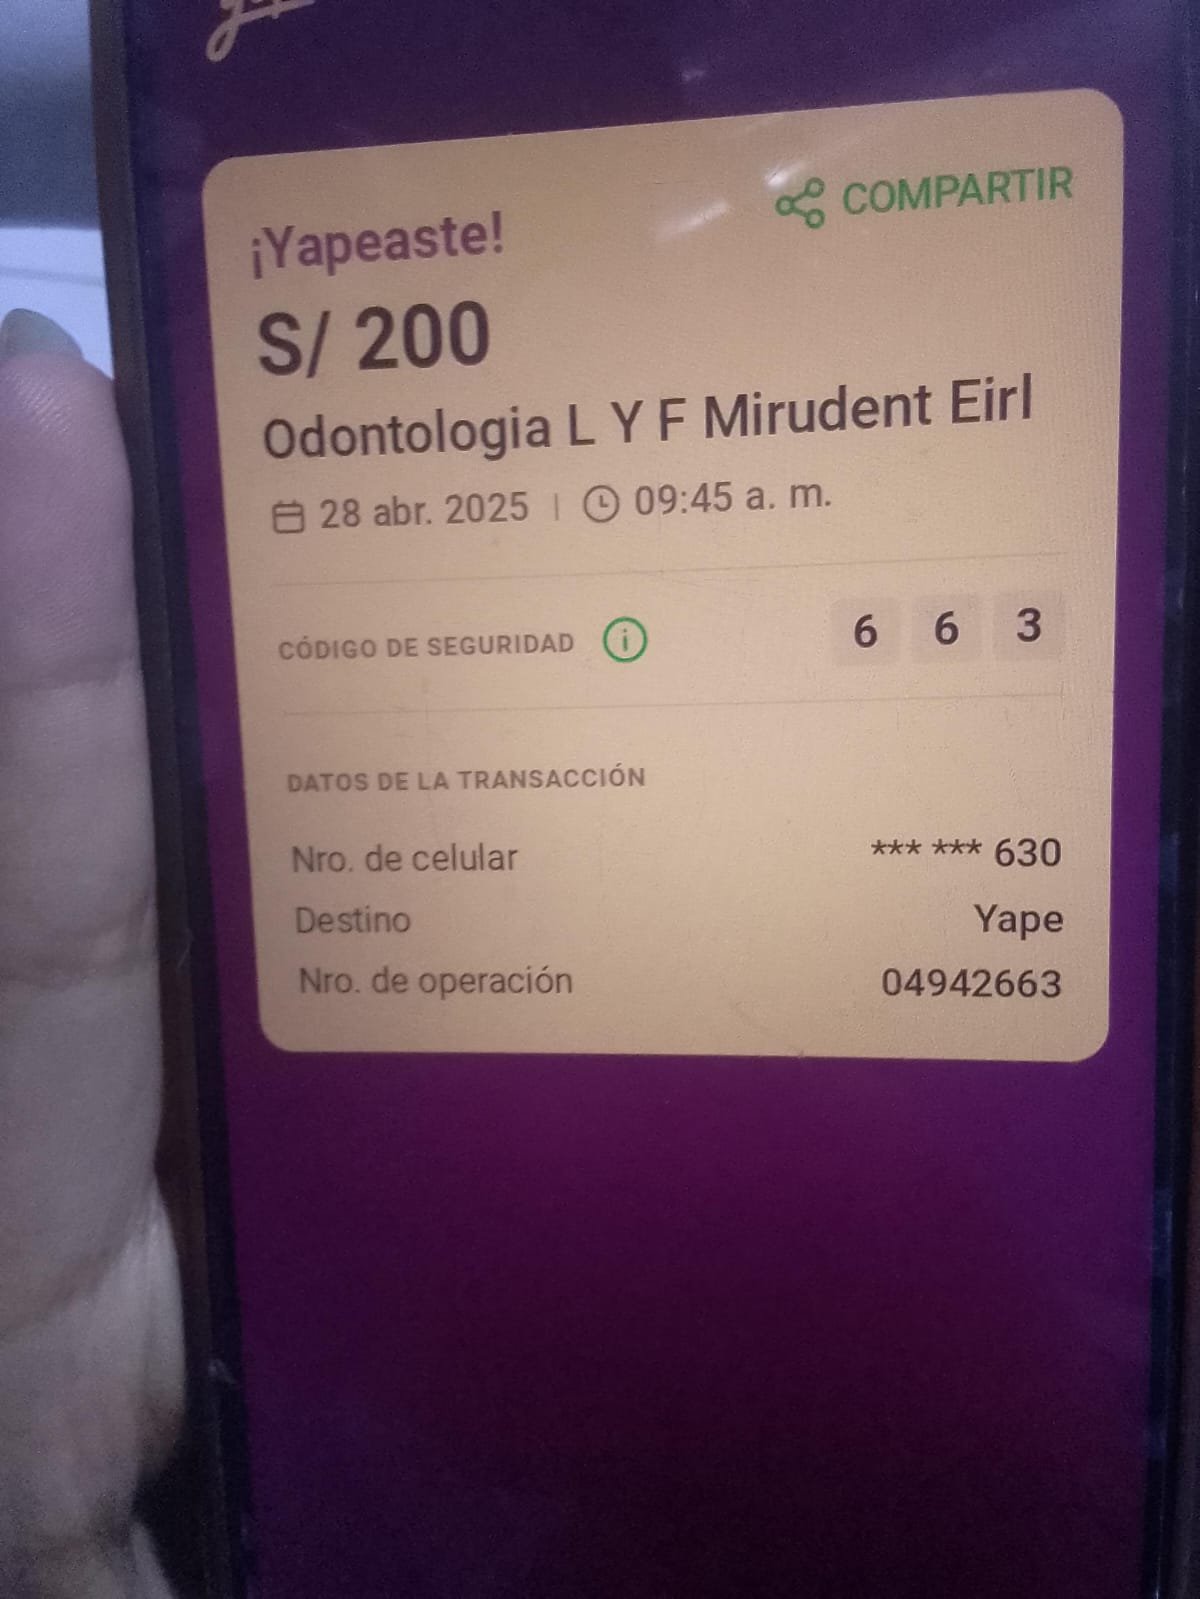 COMPARTIR
¡Yapeaste!
S/ 200
Odontologia L Y F Mirudent Eirl
28 abr. 2025 | 09:45 a. m.
CÓDIGO DE SEGURIDAD 6 6 3
DATOS DE LA TRANSACCIÓN
Nro. de celular *** *** 630
Destino Yape
Nro. de operación 04942663